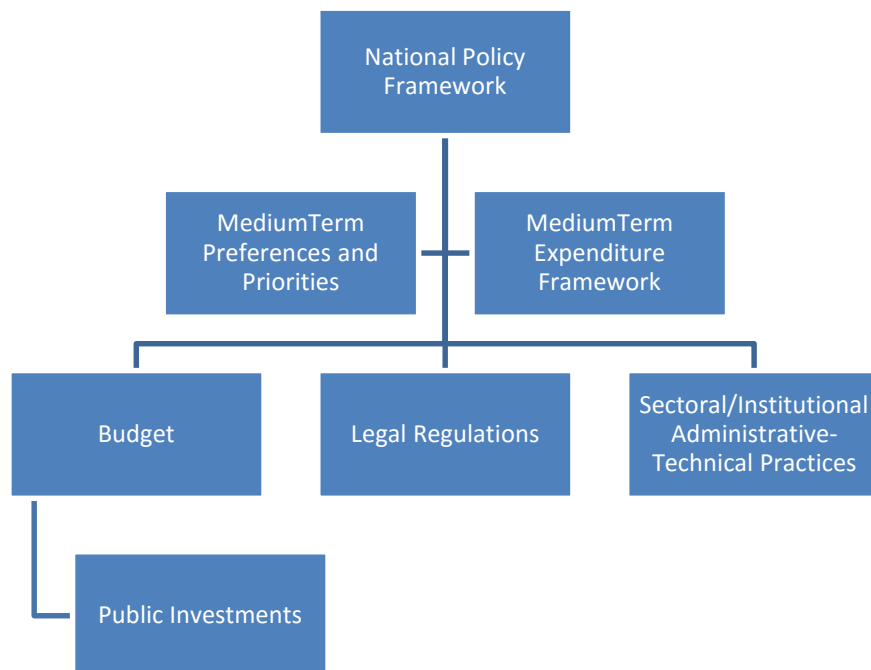 National Policy
Framework
MediumTerm
Preferences and
Priorities
MediumTerm
Expenditure
Framework
Budget
Legal Regulations
Sectoral/Institutional
Administrative-
Technical Practices
Public Investments